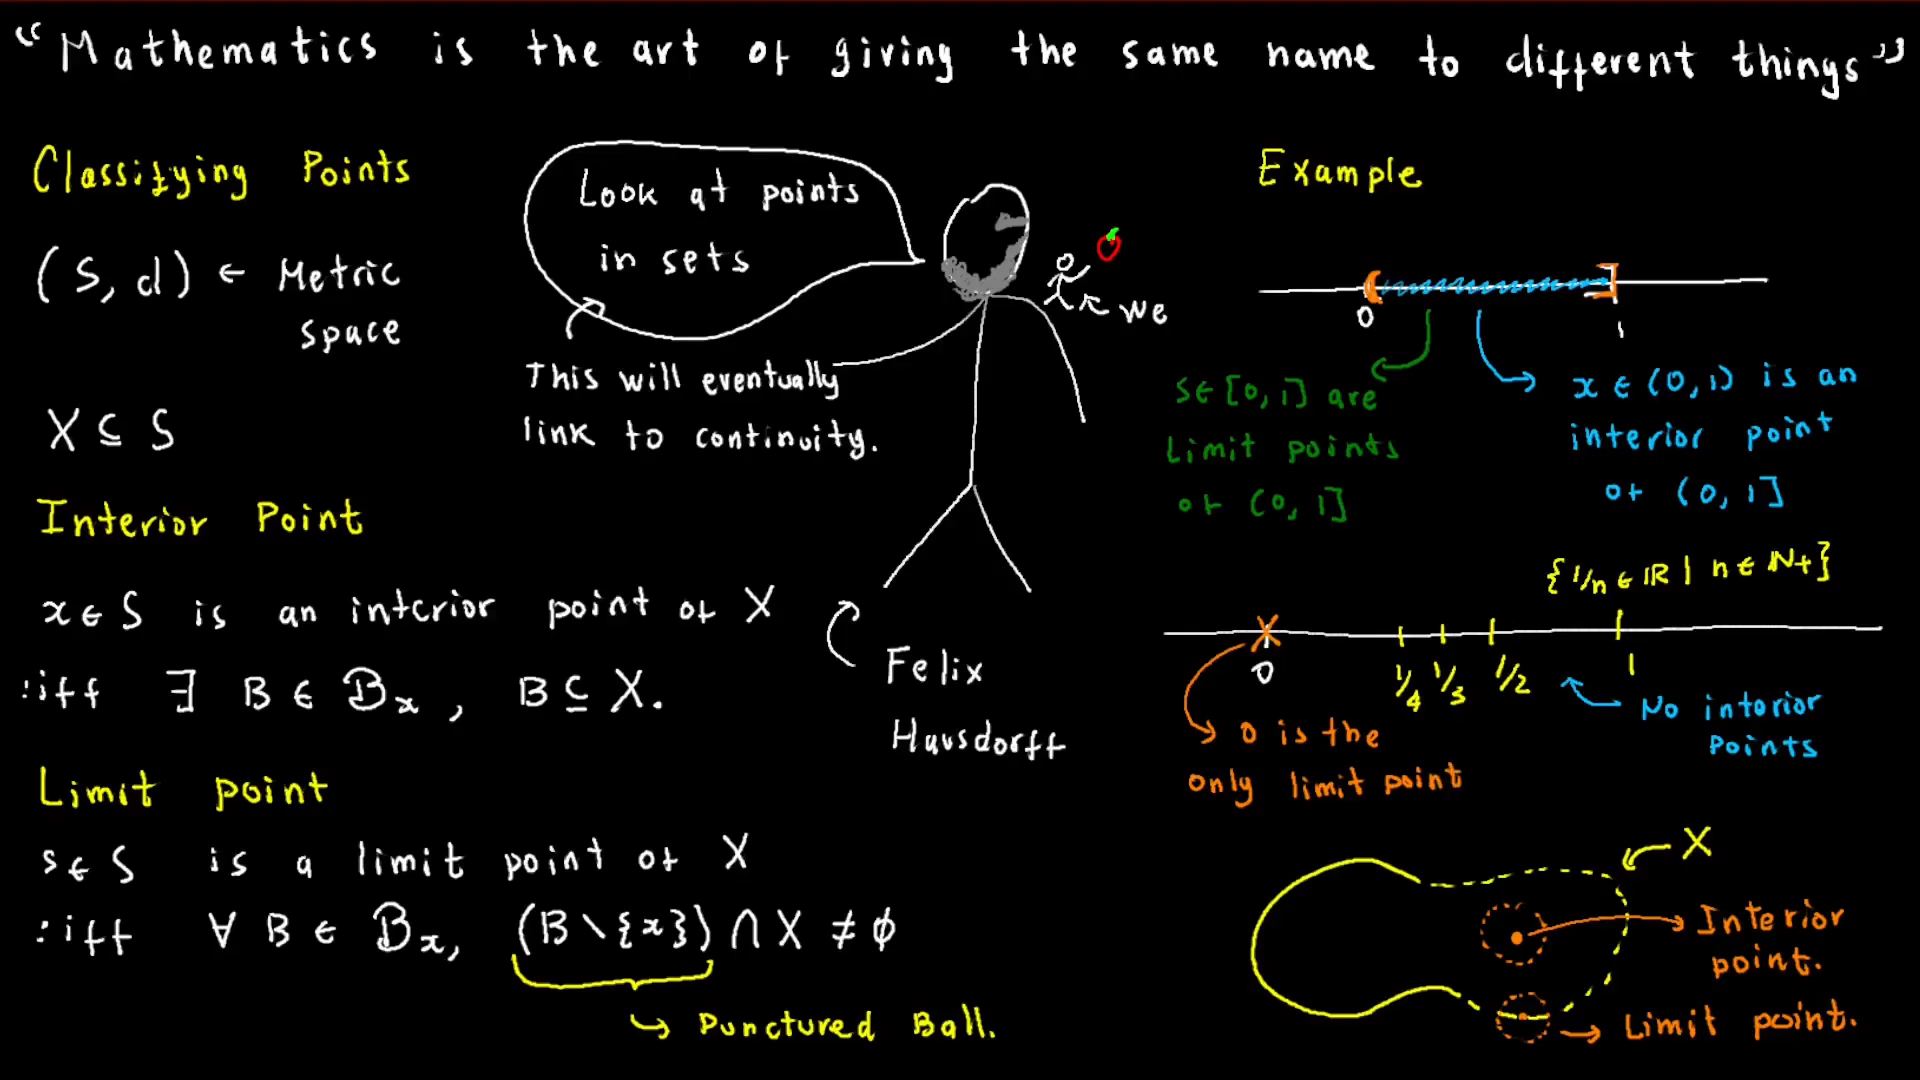 “Mathematics is the art of giving the same name to different things”
Classifying Points
(S, d) ← Metric
space
X ⊆ S
Interior Point
x ∈ S is an interior point of X
:iff ∃ B ∈ 𝓑x, B ⊆ X.
Limit point
s ∈ S is a limit point of X
:iff ∀ B ∈ 𝓑x, (B \ {x}) ∩ X ≠ ∅
↳ Punctured Ball.
Look at points
in sets
This will eventually
link to continuity.
we
Felix
Hausdorff
Example
0
1
s ∈ [0, 1] are
Limit points
of (0, 1]
x ∈ (0, 1) is an
interior point
of (0, 1]
{1/n ∈ ℝ | n ∈ ℕ+}
0 1/4 1/3 1/2 1
No interior
points
0 is the
only limit point
X
Interior
point.
Limit point.